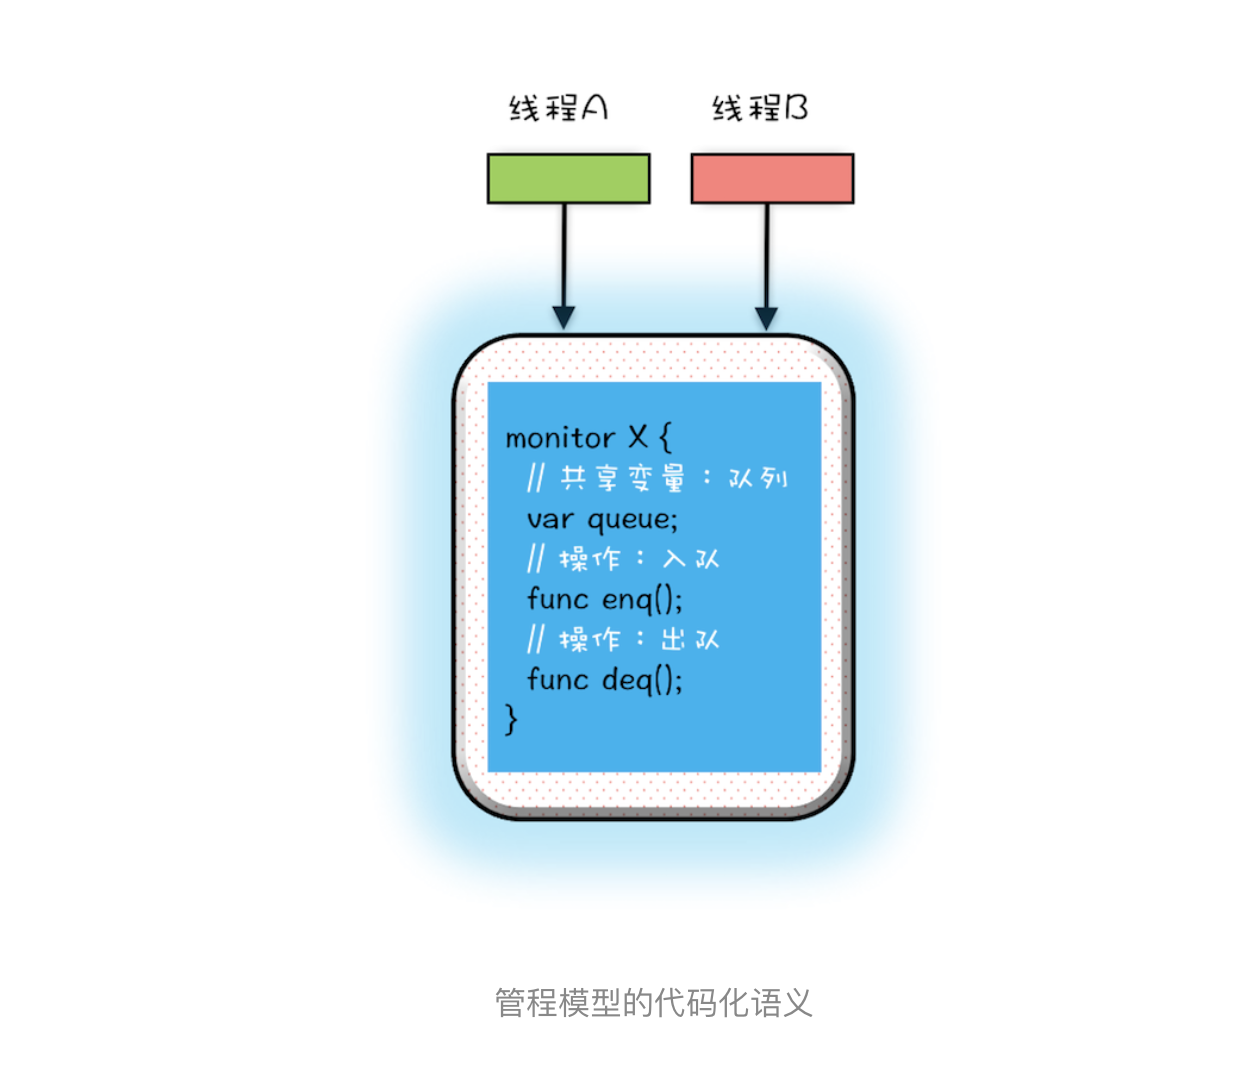 线程A 线程B
monitor X {
// 共享变量：队列
var queue;
// 操作：入队
func enq();
// 操作：出队
func deq();
}
管程模型的代码化语义